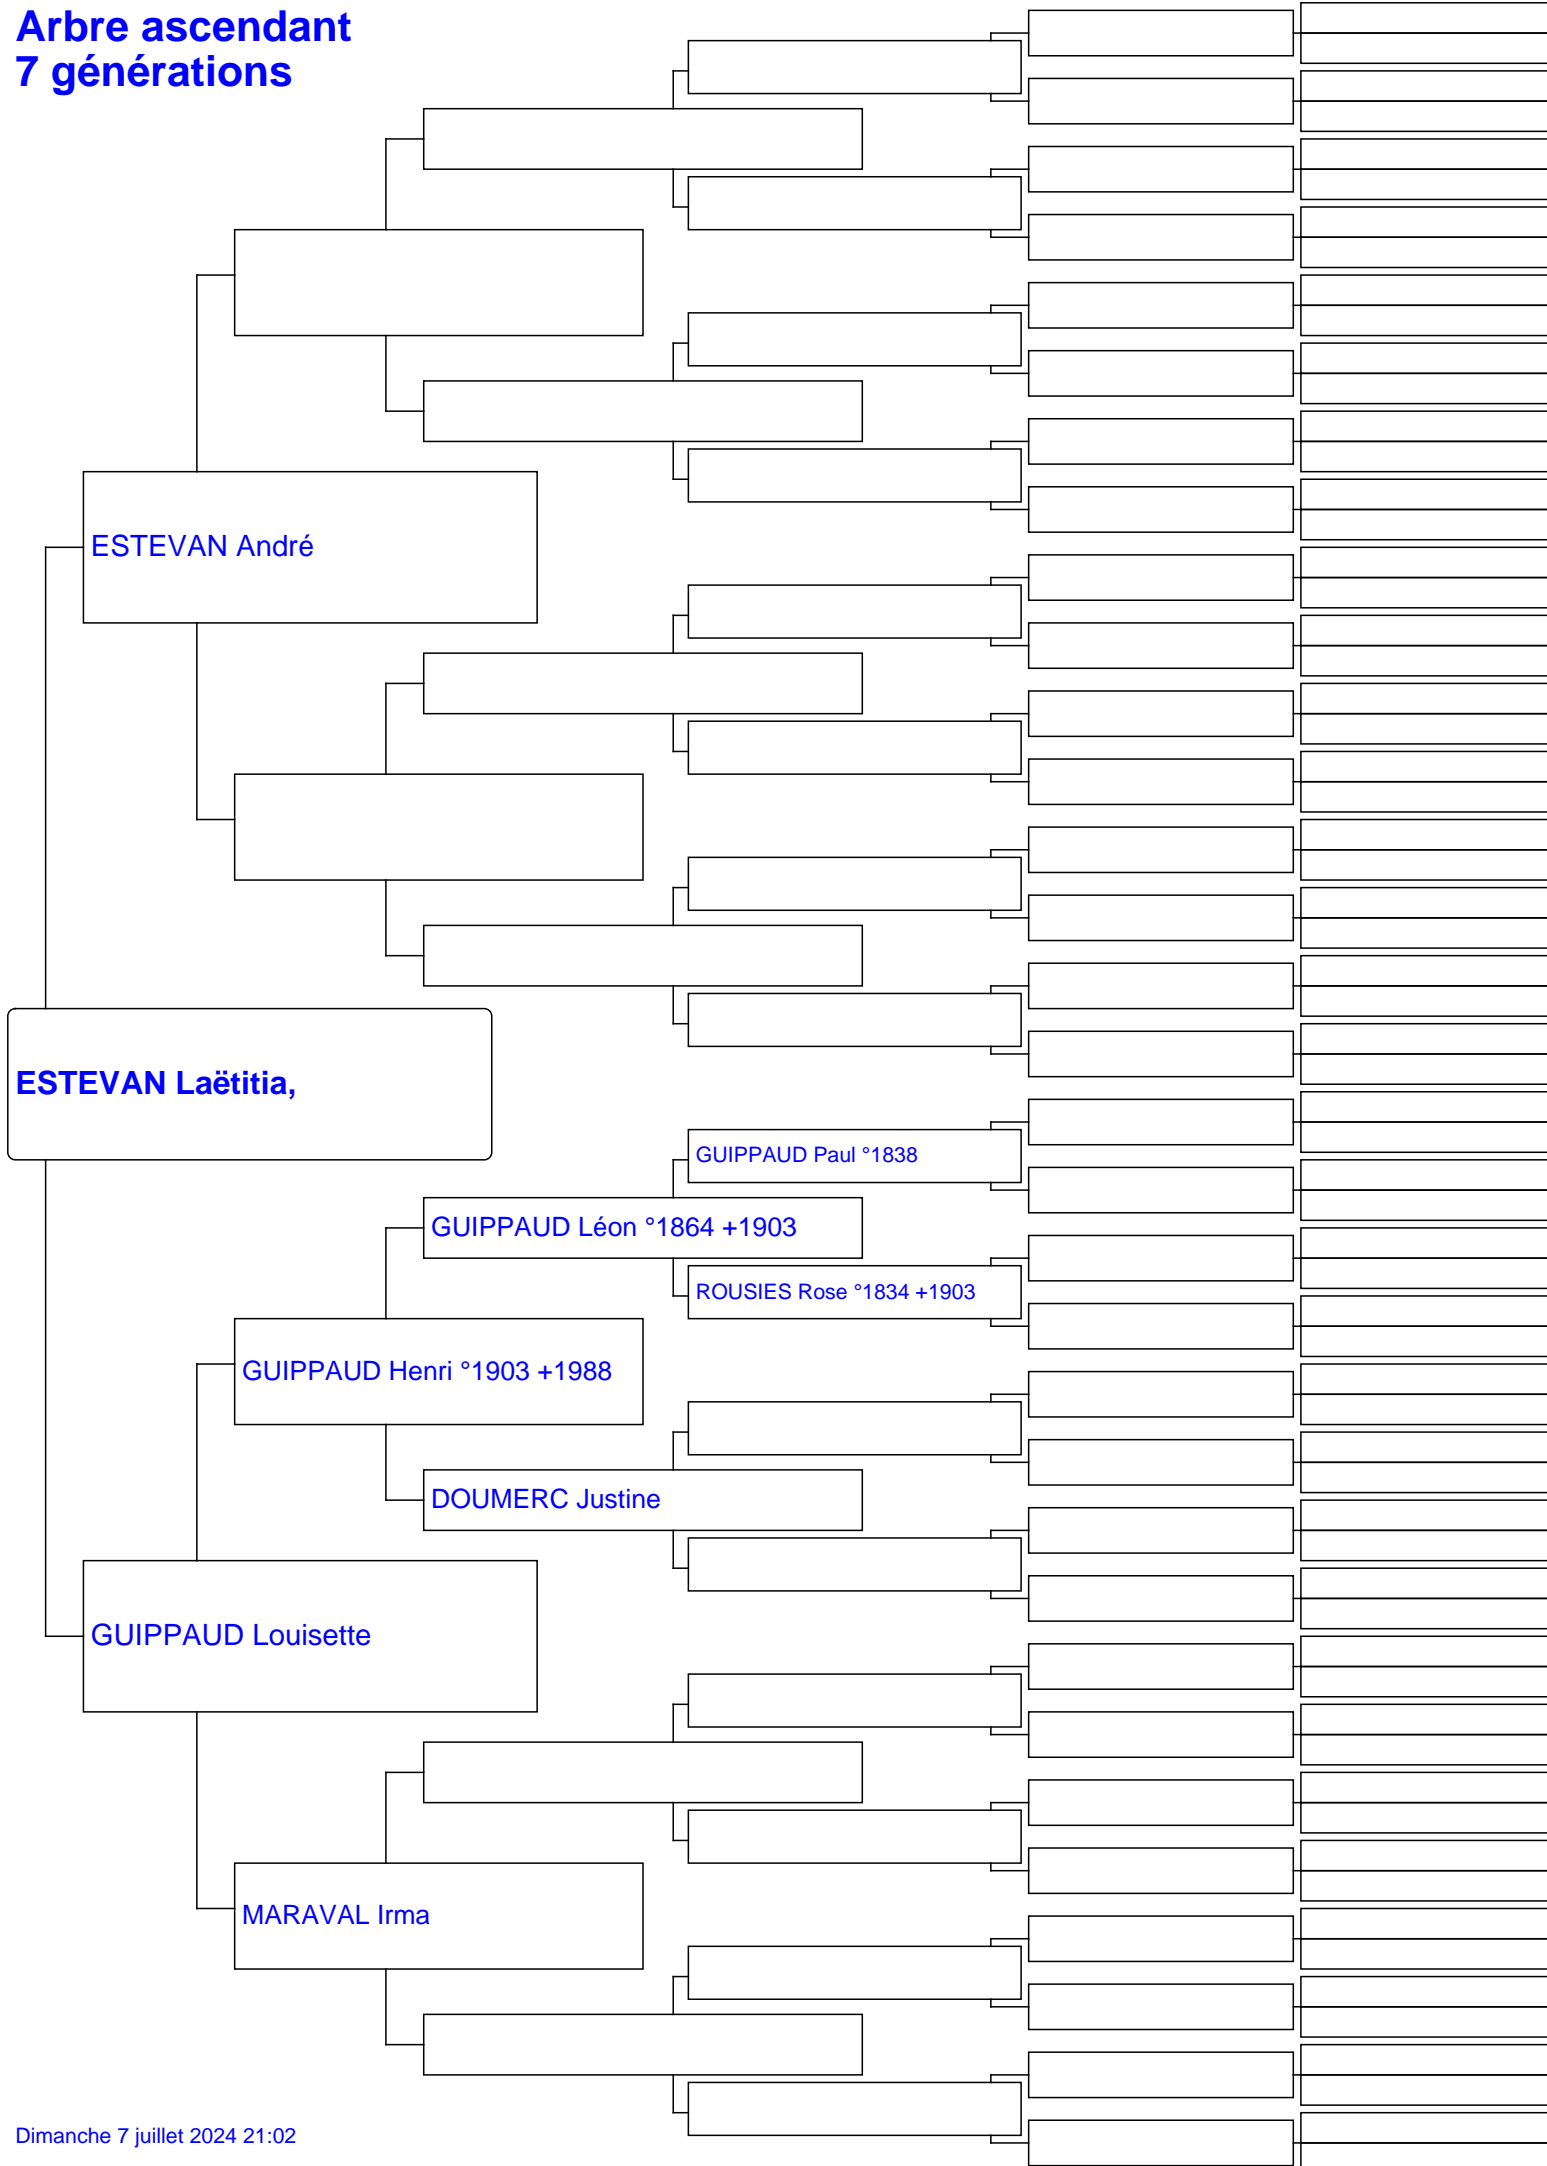 Arbre ascendant
7 générations
ESTEVAN André
ESTEVAN Laëtitia,
GUIPPAUD Paul °1838
GUIPPAUD Léon °1864 +1903
ROUSIES Rose °1834 +1903
GUIPPAUD Henri °1903 +1988
DOUMERC Justine
GUIPPAUD Louisette
MARAVAL Irma
Dimanche 7 juillet 2024 21:02